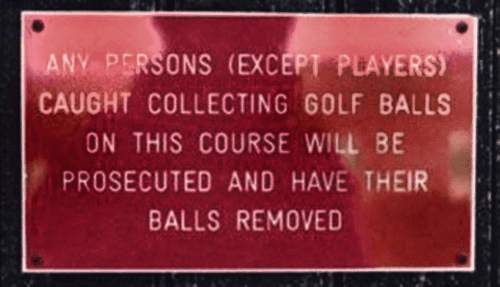 ANY PERSONS (EXCEPT PLAYERS)
CAUGHT COLLECTING GOLF BALLS
ON THIS COURSE WILL BE
PROSECUTED AND HAVE THEIR
BALLS REMOVED